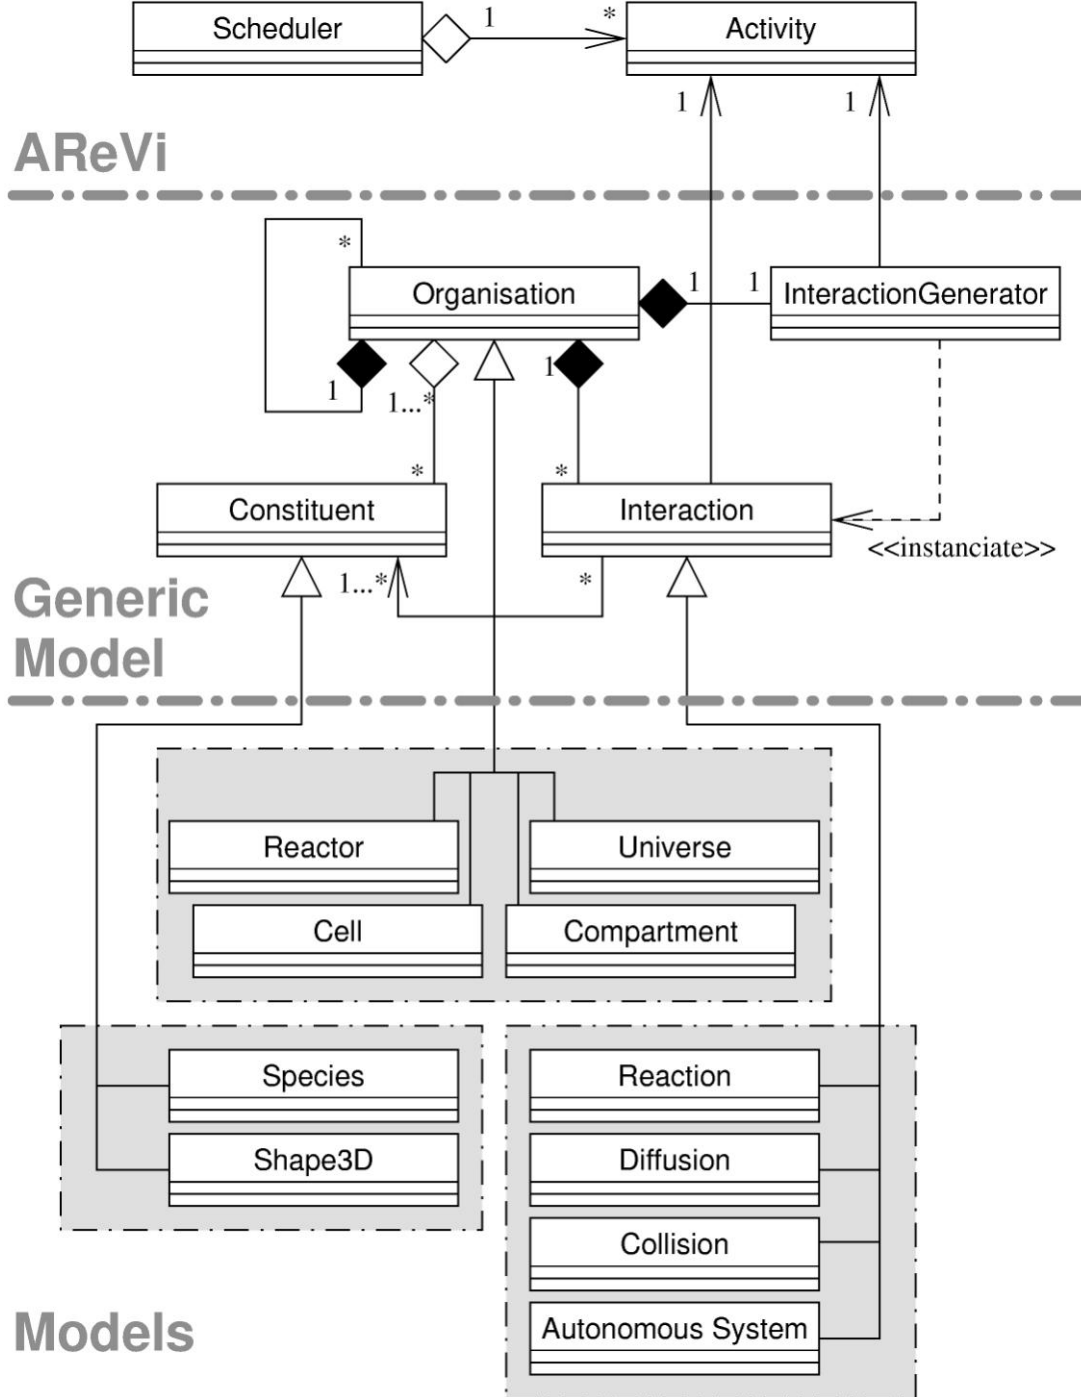 Scheduler
1
*
Activity
1
1
AReVi
*
Organisation
1
1
InteractionGenerator
1
1...*
1
*
*
Constituent
Interaction
<<instanciate>>
1...*
*
Generic
Model
Reactor
Universe
Cell
Compartment
Species
Reaction
Shape3D
Diffusion
Collision
Models
Autonomous System